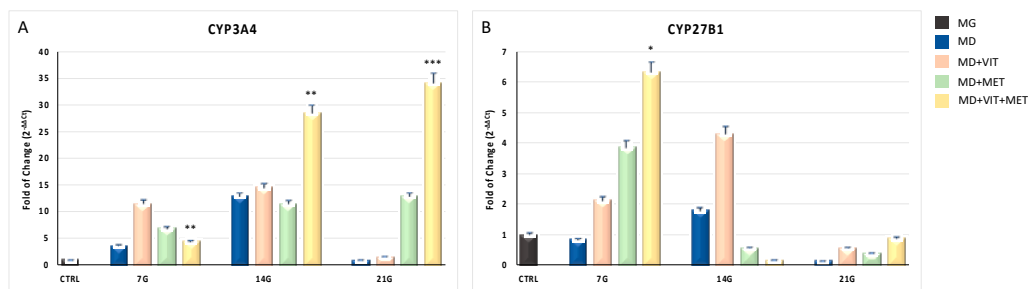 A
CYP3A4
Fold of Change (2^-ΔΔCt)
40
35
30
25
20
15
10
5
0
**
**
***
CTRL 7G 14G 21G
B
CYP27B1
Fold of Change (2^-ΔΔCt)
7
6
5
4
3
2
1
0
*
CTRL 7G 14G 21G
MG
MD
MD+VIT
MD+MET
MD+VIT+MET